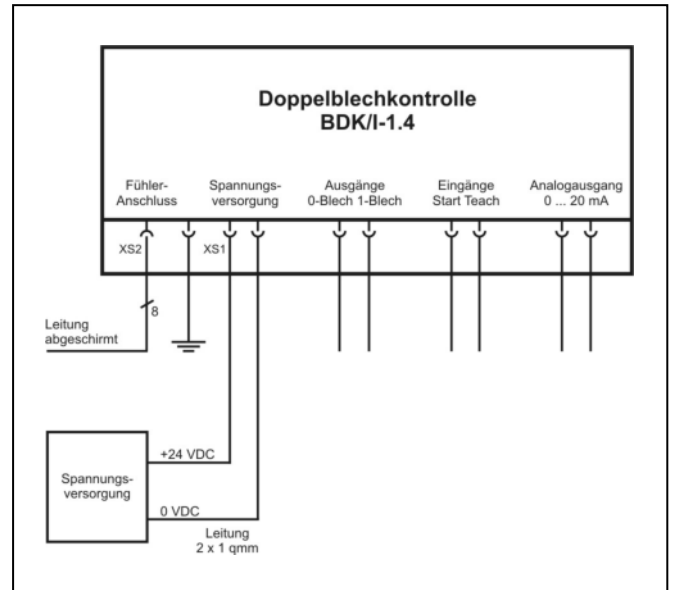 Doppelblechkontrolle
BDK/I-1.4
Fühler-
Anschluss
Spannungs-
versorgung
Ausgänge
0-Blech 1-Blech
Eingänge
Start Teach
Analogausgang
0 ... 20 mA
XS2
XS1
8
Leitung
abgeschirmt
Spannungs-
versorgung
+24 VDC
0 VDC
Leitung
2 x 1 qmm